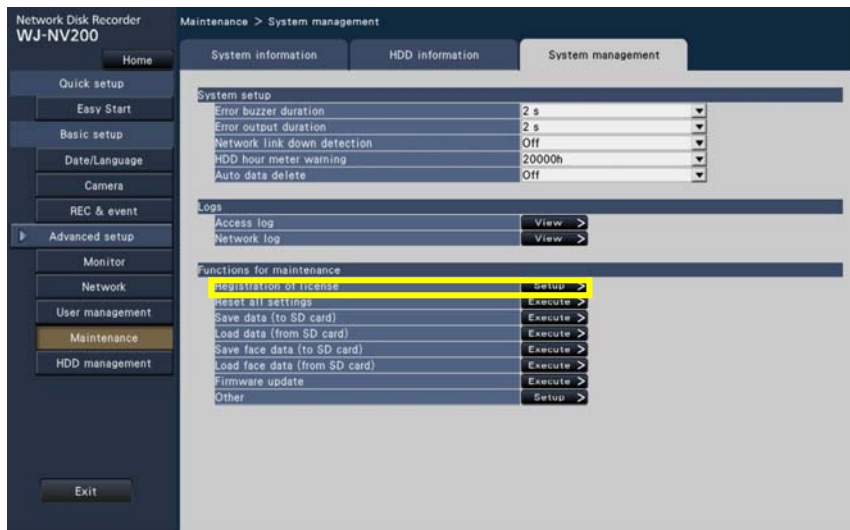 Network Disk Recorder
WJ-NV200
Home
Quick setup
Easy Start
Basic setup
Date/Language
Camera
REC & event
Advanced setup
Monitor
Network
User management
Maintenance
HDD management
Exit
Maintenance > System management
System information HDD information System management
System setup
Error buzzer duration 2 s
Error output duration 2 s
Network link down detection Off
HDD hour meter warning 20000h
Auto data delete Off
Logs
Access log View >
Network log View >
Functions for maintenance
Registration of license Setup >
Reset all settings Execute >
Save data (to SD card) Execute >
Load data (from SD card) Execute >
Save face data (to SD card) Execute >
Load face data (from SD card) Execute >
Firmware update Execute >
Other Setup >